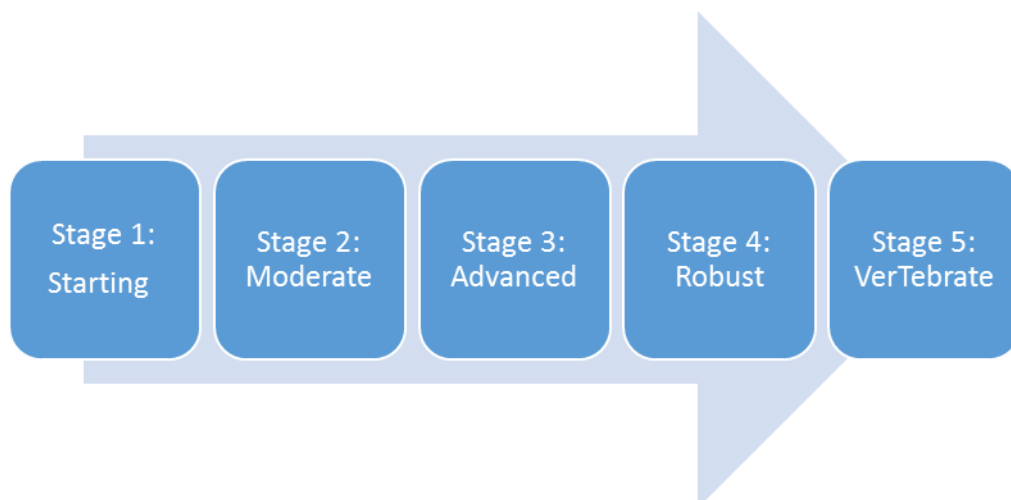 Stage 1:
Starting
Stage 2:
Moderate
Stage 3:
Advanced
Stage 4:
Robust
Stage 5:
VerTebrate